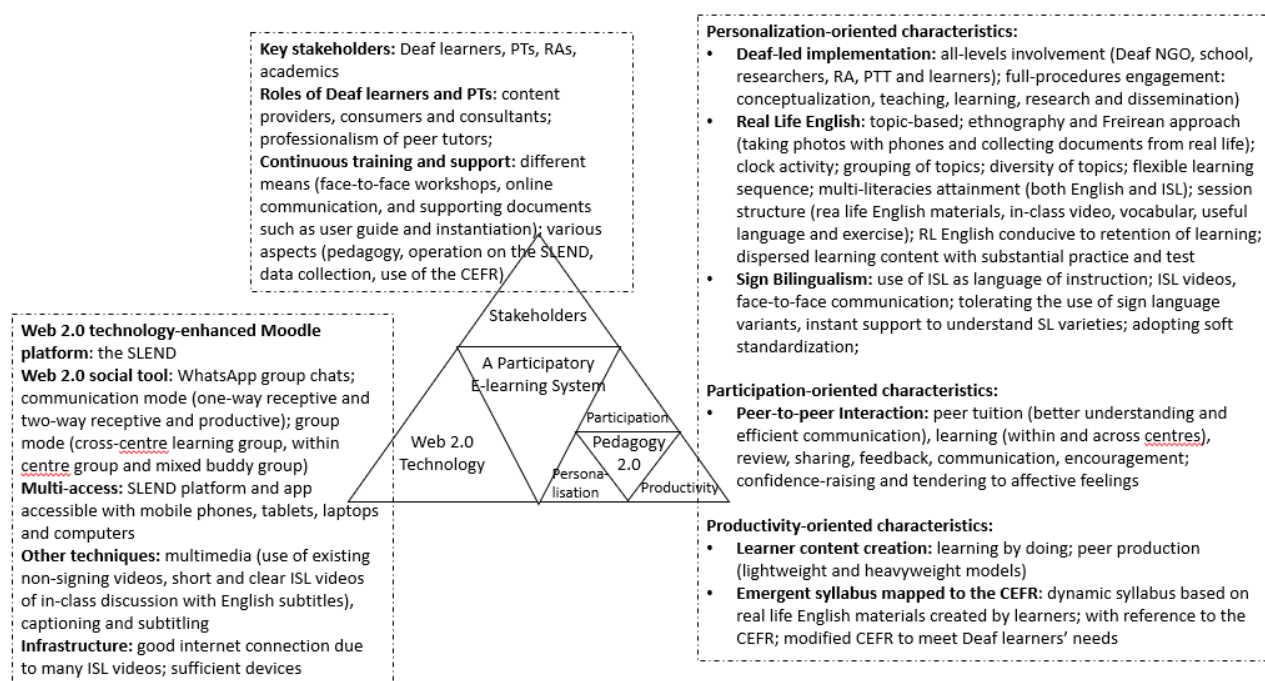 Key stakeholders: Deaf learners, PTs, RAs,
academics
Roles of Deaf learners and PTs: content
providers, consumers and consultants;
professionalism of peer tutors;
Continuous training and support: different
means (face-to-face workshops, online
communication, and supporting documents
such as user guide and instantiation); various
aspects (pedagogy, operation on the SLEND,
data collection, use of the CEFR)
Web 2.0 technology-enhanced Moodle
platform: the SLEND
Web 2.0 social tool: WhatsApp group chats;
communication mode (one-way receptive and
two-way receptive and productive); group
mode (cross-centre learning group, within
centre group and mixed buddy group)
Multi-access: SLEND platform and app
accessible with mobile phones, tablets, laptops
and computers
Other techniques: multimedia (use of existing
non-signing videos, short and clear ISL videos
of in-class discussion with English subtitles),
captioning and subtitling
Infrastructure: good internet connection due
to many ISL videos; sufficient devices
Stakeholders
A Participatory
E-learning System
Web 2.0
Technology
Participation
Pedagogy
2.0
Persona-
lisation
Productivity
Personalization-oriented characteristics:
• Deaf-led implementation: all-levels involvement (Deaf NGO, school,
researchers, RA, PTT and learners); full-procedures engagement:
conceptualization, teaching, learning, research and dissemination)
• Real Life English: topic-based; ethnography and Freirean approach
(taking photos with phones and collecting documents from real life);
clock activity; grouping of topics; diversity of topics; flexible learning
sequence; multi-literacies attainment (both English and ISL); session
structure (rea life English materials, in-class video, vocabular, useful
language and exercise); RL English conducive to retention of learning;
dispersed learning content with substantial practice and test
• Sign Bilingualism: use of ISL as language of instruction; ISL videos,
face-to-face communication; tolerating the use of sign language
variants, instant support to understand SL varieties; adopting soft
standardization;
Participation-oriented characteristics:
• Peer-to-peer Interaction: peer tuition (better understanding and
efficient communication), learning (within and across centres),
review, sharing, feedback, communication, encouragement;
confidence-raising and tendering to affective feelings
Productivity-oriented characteristics:
• Learner content creation: learning by doing; peer production
(lightweight and heavyweight models)
• Emergent syllabus mapped to the CEFR: dynamic syllabus based on
real life English materials created by learners; with reference to the
CEFR; modified CEFR to meet Deaf learners' needs